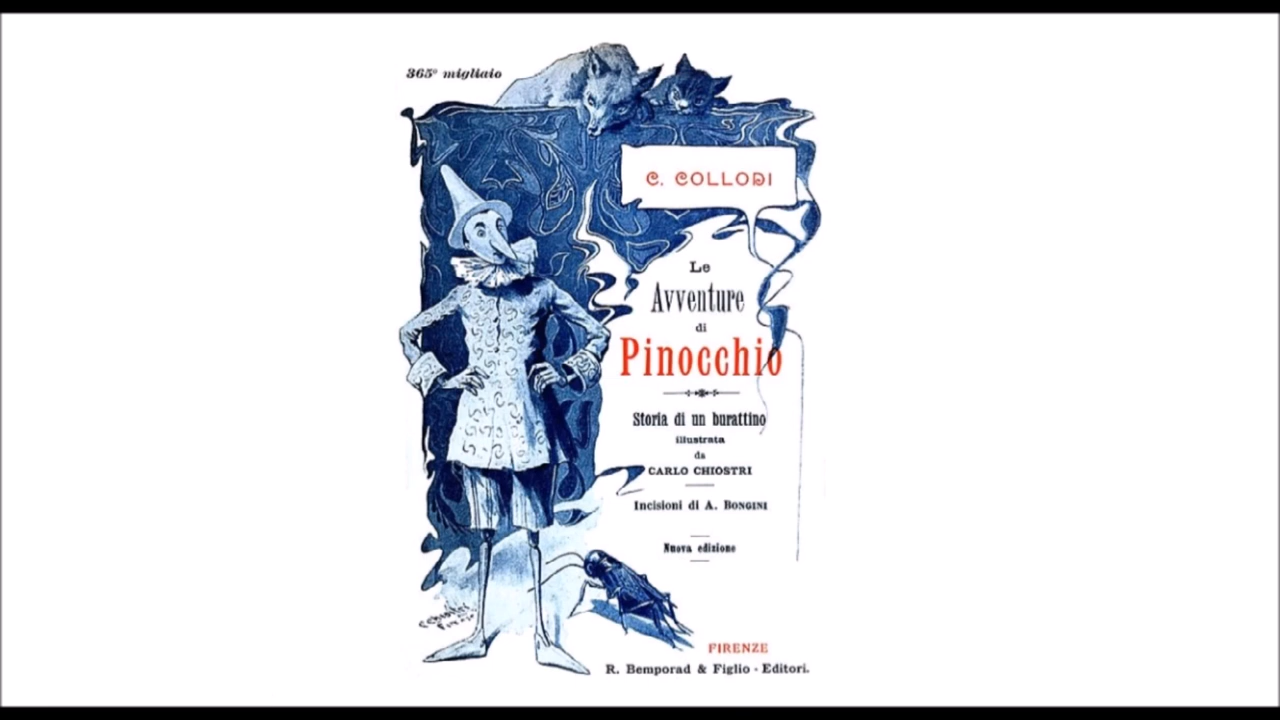 365º migliaio
C. COLLODI
Le
Avventure
di
Pinocchio
Storia di un burattino
illustrata
da
CARLO CHIOSTRI
Incisioni di A. BONGINI
Nuova edizione
FIRENZE
R. Bemporad & Figlio - Editori.